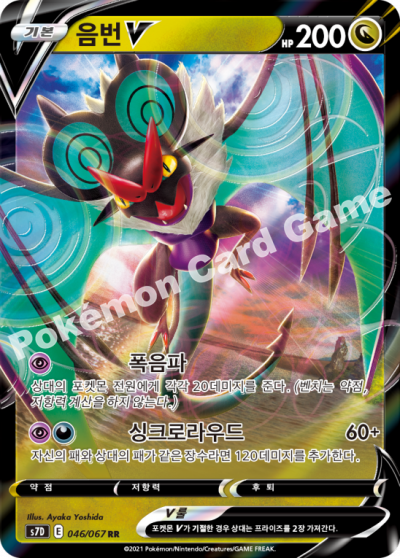 기본 음번 V HP 200
Pokémon Card Game
폭음파
상대의 포켓몬 전원에게 각각 20데미지를 준다. (벤치는 약점,
저항력 계산을 하지 않는다.)
싱크로라우드 60+
자신의 패와 상대의 패가 같은 장수라면 120데미지를 추가한다.
약점 저항력 후퇴
Illus. Ayaka Yoshida
V룰
s7D E 046/067 RR
포켓몬 V가 기절한 경우 상대는 프라이즈를 2장 가져간다.
©2021 Pokémon/Nintendo/Creatures/GAME FREAK.